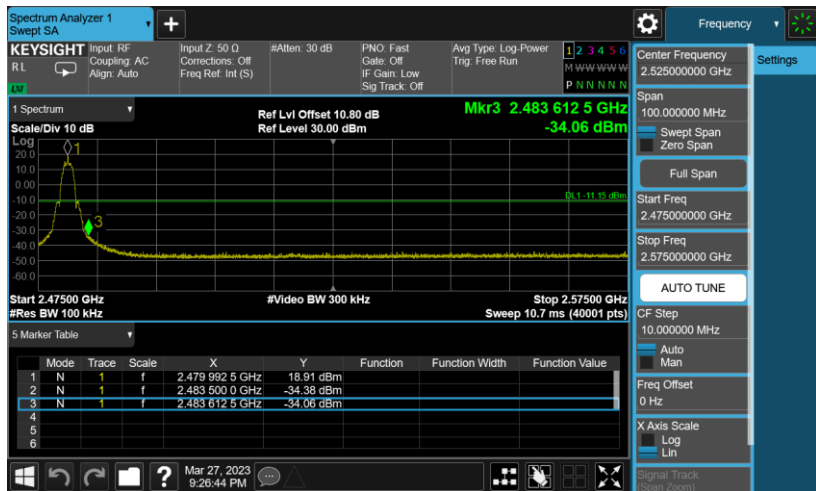 Spectrum Analyzer 1
Swept SA
+
Frequency
KEYSIGHT
R L
LXI
Input: RF
Coupling: AC
Align: Auto
Input Z: 50 Ω
Corrections: Off
Freq Ref: Int (S)
#Atten: 30 dB
PNO: Fast
Gate: Off
IF Gain: Low
Sig Track: Off
Avg Type: Log-Power
Trig: Free Run
1 2 3 4 5 6
M W W W W W
P N N N N N
1 Spectrum
Scale/Div 10 dB
Ref Lvl Offset 10.80 dB
Ref Level 30.00 dBm
Mkr3 2.483 612 5 GHz
-34.06 dBm
Log
20.0
10.0
0.00
-10.0
-20.0
-30.0
-40.0
-50.0
-60.0
1
3
DL1 -11.15 dBm
Start 2.47500 GHz
#Res BW 100 kHz
#Video BW 300 kHz
Stop 2.57500 GHz
Sweep 10.7 ms (40001 pts)
5 Marker Table
Mode Trace Scale X Y Function Function Width Function Value
1 N 1 f 2.479 992 5 GHz 18.91 dBm
2 N 1 f 2.483 500 0 GHz -34.38 dBm
3 N 1 f 2.483 612 5 GHz -34.06 dBm
4
5
6
?
Mar 27, 2023
9:26:44 PM
Center Frequency
2.525000000 GHz
Span
100.000000 MHz
Swept Span
Zero Span
Full Span
Start Freq
2.475000000 GHz
Stop Freq
2.575000000 GHz
AUTO TUNE
CF Step
10.000000 MHz
Auto
Man
Freq Offset
0 Hz
X Axis Scale
Log
Lin
Signal Track
(Span Zoom)
Settings